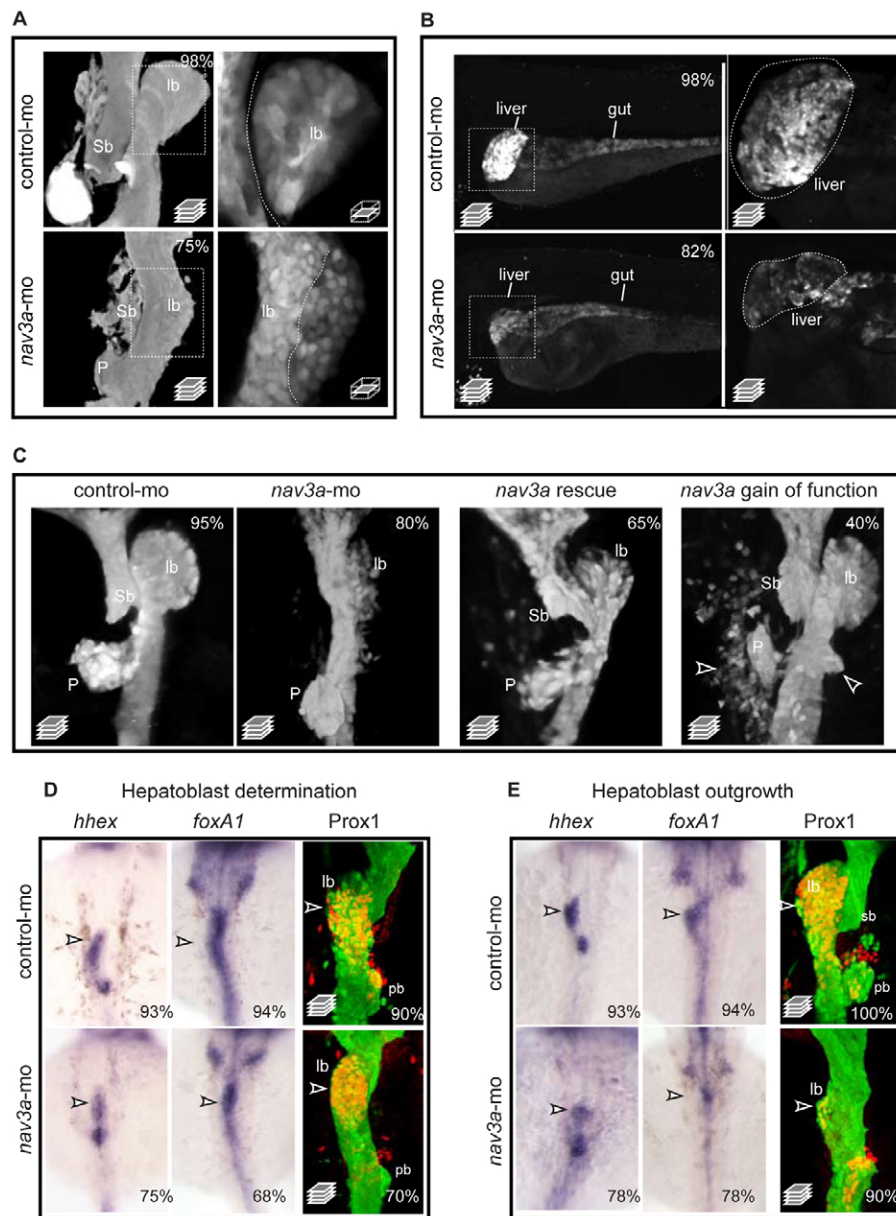 A
control-mo
98%
lb
Sb
lb
nav3a-mo
75%
Sb
lb
P
lb
B
control-mo
98%
liver
gut
liver
nav3a-mo
82%
liver
gut
liver
C
control-mo
nav3a-mo
nav3a rescue
nav3a gain of function
95%
80%
65%
40%
lb
Sb
P
lb
P
lb
Sb
P
Sb
lb
P
D
Hepatoblast determination
hhex
foxA1
Prox1
control-mo
lb
pb
93%
94%
90%
nav3a-mo
lb
pb
75%
68%
70%
E
Hepatoblast outgrowth
hhex
foxA1
Prox1
control-mo
lb
sb
pb
93%
94%
100%
nav3a-mo
lb
78%
78%
90%